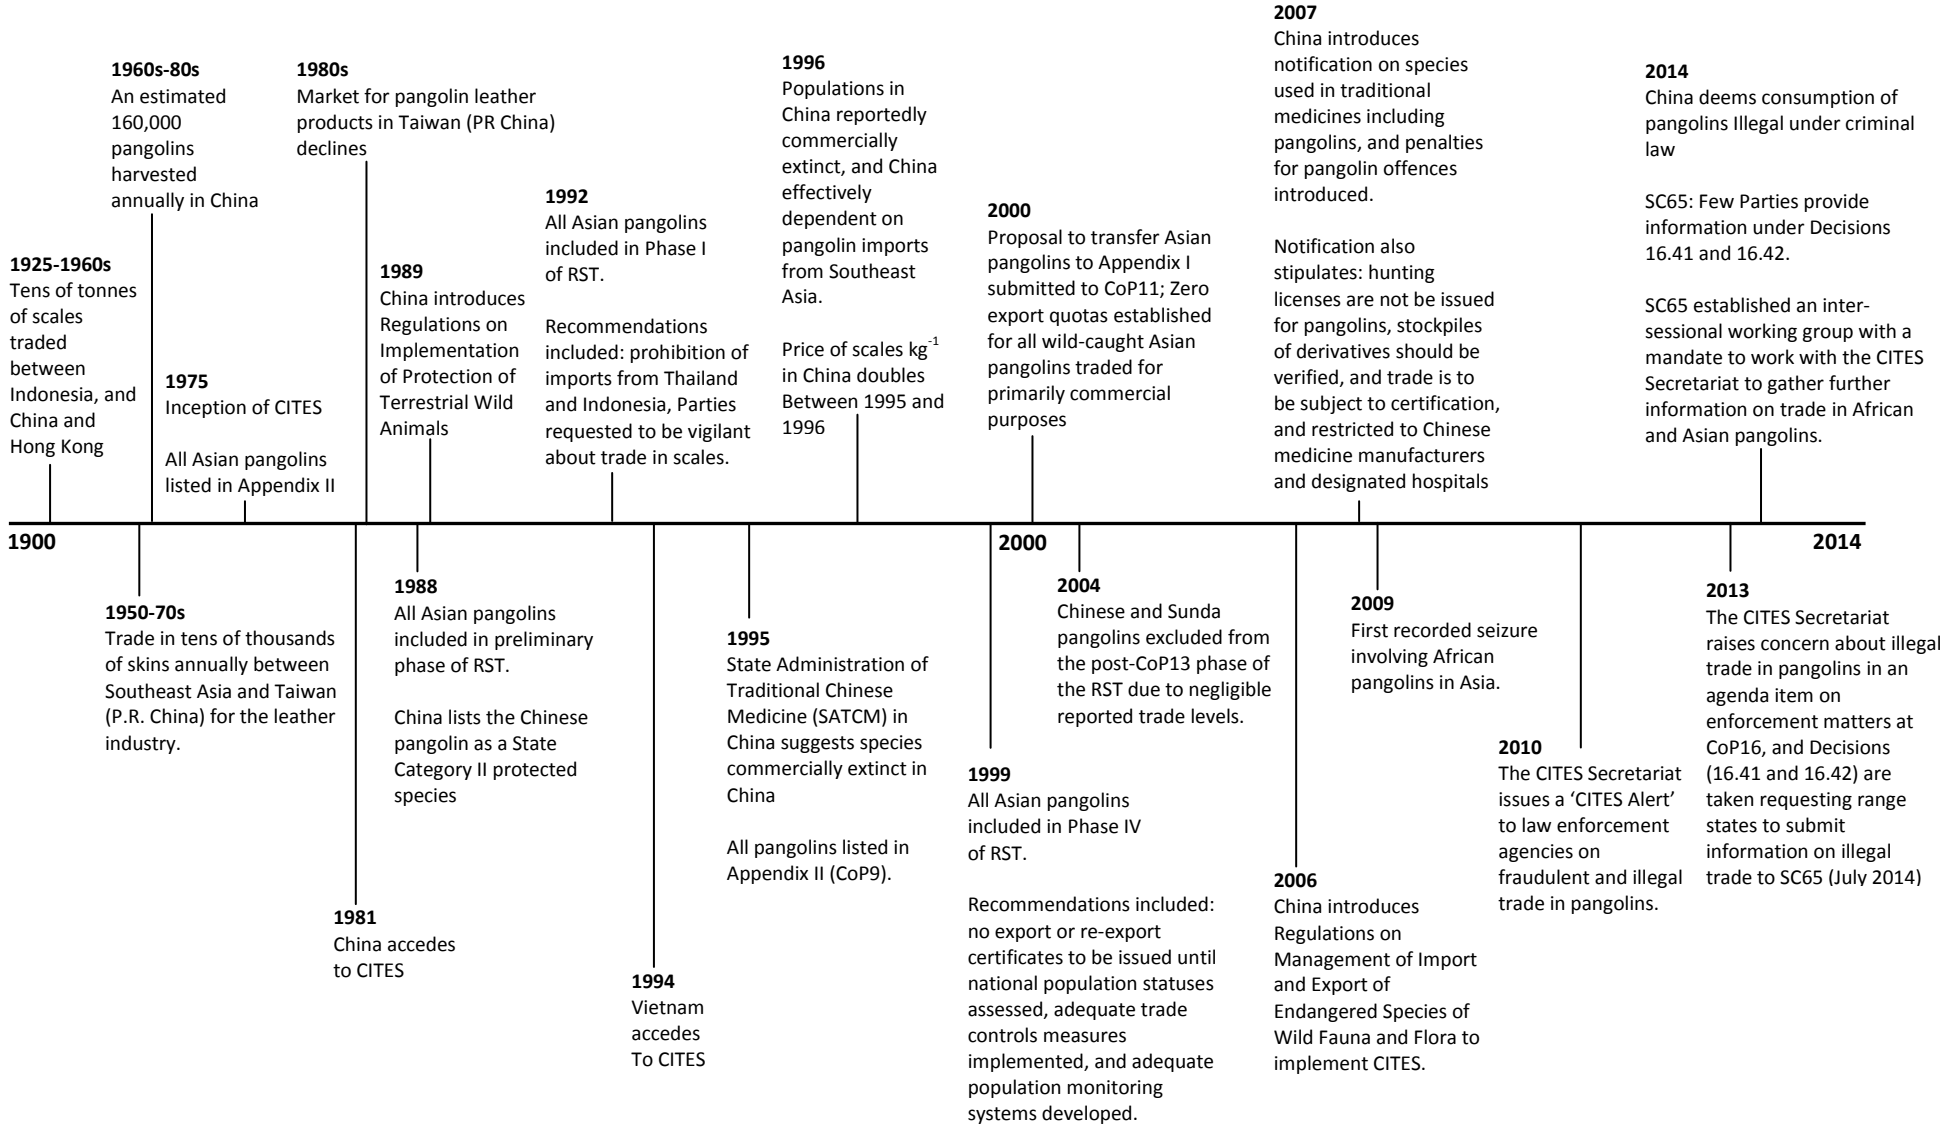 1925-1960s
Tens of tonnes
of scales
traded
between
Indonesia, and
China and
Hong Kong
1960s-80s
An estimated
160,000
pangolins
harvested
annually in China
1975
Inception of CITES
All Asian pangolins
listed in Appendix II
1980s
Market for pangolin leather
products in Taiwan (PR China)
declines
1989
China introduces
Regulations on
Implementation
of Protection of
Terrestrial Wild
Animals
1992
All Asian pangolins
included in Phase I
of RST.
Recommendations
included: prohibition of
imports from Thailand
and Indonesia, Parties
requested to be vigilant
about trade in scales.
1996
Populations in
China reportedly
commercially
extinct, and China
effectively
dependent on
pangolin imports
from Southeast
Asia.
Price of scales kg⁻¹
in China doubles
Between 1995 and
1996
2000
Proposal to transfer Asian
pangolins to Appendix I
submitted to CoP11; Zero
export quotas established
for all wild-caught Asian
pangolins traded for
primarily commercial
purposes
2007
China introduces
notification on species
used in traditional
medicines including
pangolins, and penalties
for pangolin offences
introduced.
Notification also
stipulates: hunting
licenses are not be issued
for pangolins, stockpiles
of derivatives should be
verified, and trade is to
be subject to certification,
and restricted to Chinese
medicine manufacturers
and designated hospitals
2014
China deems consumption of
pangolins Illegal under criminal
law
SC65: Few Parties provide
information under Decisions
16.41 and 16.42.
SC65 established an inter-
sessional working group with a
mandate to work with the CITES
Secretariat to gather further
information on trade in African
and Asian pangolins.
1900
2000
2014
1950-70s
Trade in tens of thousands
of skins annually between
Southeast Asia and Taiwan
(P.R. China) for the leather
industry.
1981
China accedes
to CITES
1988
All Asian pangolins
included in preliminary
phase of RST.
China lists the Chinese
pangolin as a State
Category II protected
species
1994
Vietnam
accedes
To CITES
1995
State Administration of
Traditional Chinese
Medicine (SATCM) in
China suggests species
commercially extinct in
China
All pangolins listed in
Appendix II (CoP9).
1999
All Asian pangolins
included in Phase IV
of RST.
Recommendations included:
no export or re-export
certificates to be issued until
national population statuses
assessed, adequate trade
controls measures
implemented, and adequate
population monitoring
systems developed.
2004
Chinese and Sunda
pangolins excluded from
the post-CoP13 phase of
the RST due to negligible
reported trade levels.
2006
China introduces
Regulations on
Management of Import
and Export of
Endangered Species of
Wild Fauna and Flora to
implement CITES.
2009
First recorded seizure
involving African
pangolins in Asia.
2010
The CITES Secretariat
issues a ‘CITES Alert’
to law enforcement
agencies on
fraudulent and illegal
trade in pangolins.
2013
The CITES Secretariat
raises concern about illegal
trade in pangolins in an
agenda item on
enforcement matters at
CoP16, and Decisions
(16.41 and 16.42) are
taken requesting range
states to submit
information on illegal
trade to SC65 (July 2014)